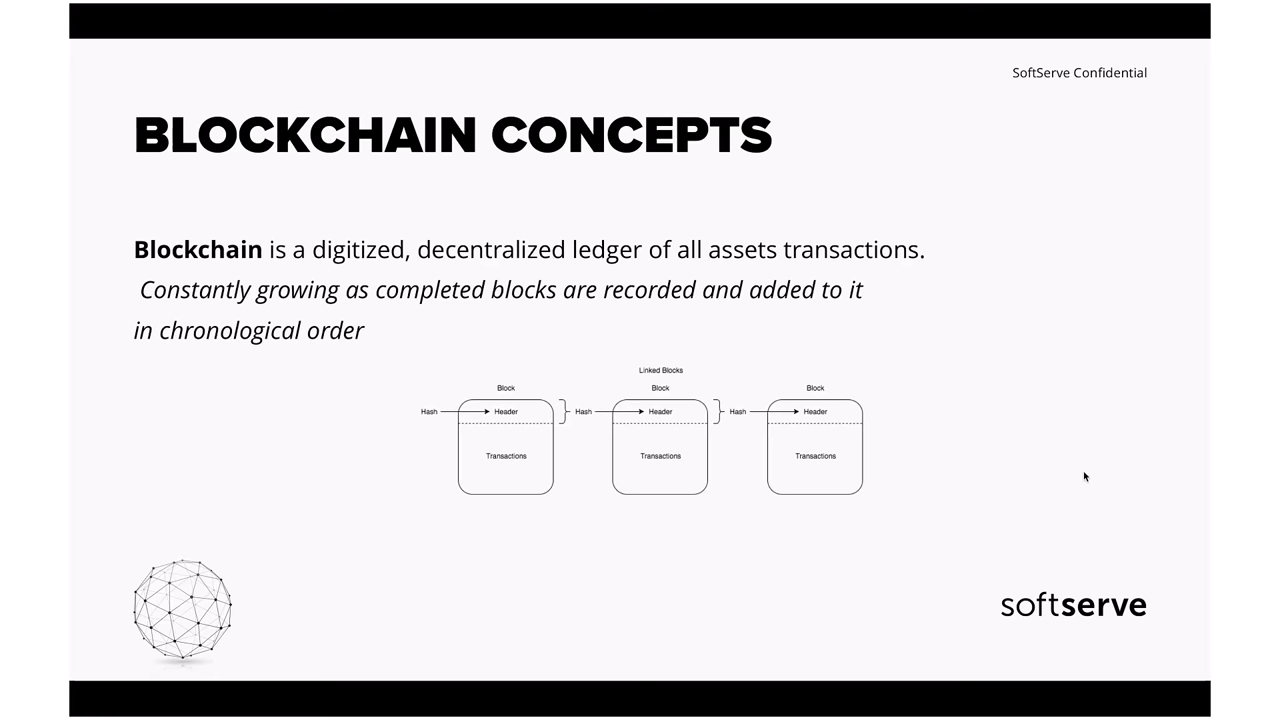 SoftServe Confidential
BLOCKCHAIN CONCEPTS
Blockchain is a digitized, decentralized ledger of all assets transactions.
Constantly growing as completed blocks are recorded and added to it
in chronological order
Linked Blocks
Block Block Block
Hash Header Hash Header Hash Header
Transactions Transactions Transactions
softserve